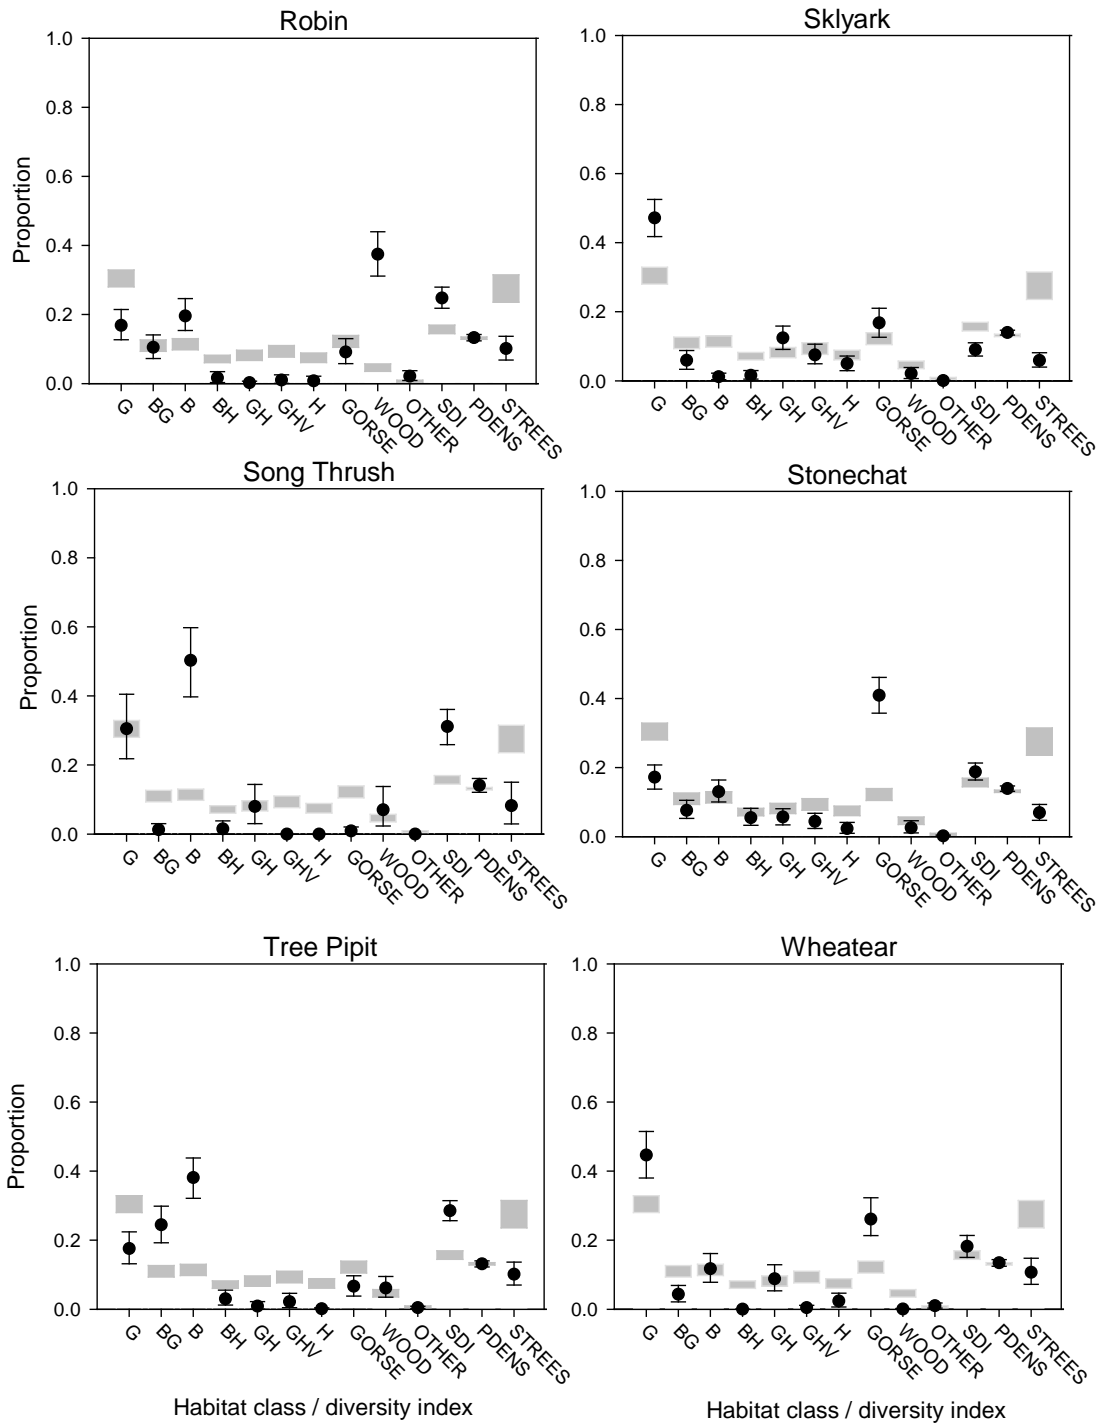 Robin
Sklyark
1.0
0.8
0.6
0.4
0.2
0.0
Proportion
G
BG
B
BH
GH
GHV
H
GORSE
WOOD
OTHER
SDI
PDENS
STREES
1.0
0.8
0.6
0.4
0.2
0.0
G
BG
B
BH
GH
GHV
H
GORSE
WOOD
OTHER
SDI
PDENS
STREES
Song Thrush
Stonechat
1.0
0.8
0.6
0.4
0.2
0.0
Proportion
G
BG
B
BH
GH
GHV
H
GORSE
WOOD
OTHER
SDI
PDENS
STREES
1.0
0.8
0.6
0.4
0.2
0.0
G
BG
B
BH
GH
GHV
H
GORSE
WOOD
OTHER
SDI
PDENS
STREES
Tree Pipit
Wheatear
1.0
0.8
0.6
0.4
0.2
0.0
Proportion
G
BG
B
BH
GH
GHV
H
GORSE
WOOD
OTHER
SDI
PDENS
STREES
1.0
0.8
0.6
0.4
0.2
0.0
G
BG
B
BH
GH
GHV
H
GORSE
WOOD
OTHER
SDI
PDENS
STREES
Habitat class / diversity index
Habitat class / diversity index